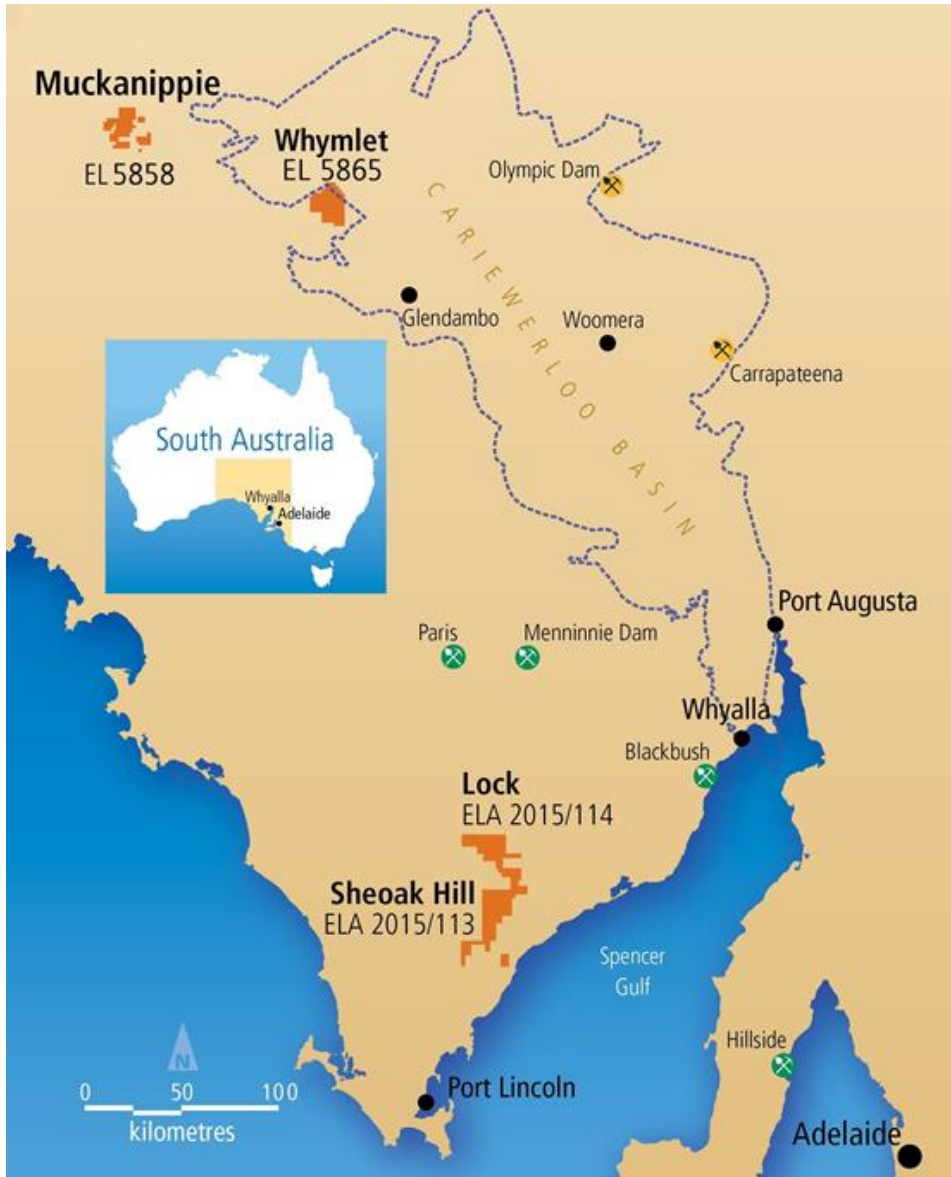 Muckanippie
EL 5858
Whymlet
EL 5865
Olympic Dam
CARIEWERLOO BASIN
Glendambo
Woomera
Carrapateena
South Australia
Whyalla
Adelaide
Port Augusta
Paris
Menninnie Dam
Whyalla
Blackbush
Lock
ELA 2015/114
Sheoak Hill
ELA 2015/113
Spencer
Gulf
Hillside
N
0 50 100
kilometres
Port Lincoln
Adelaide